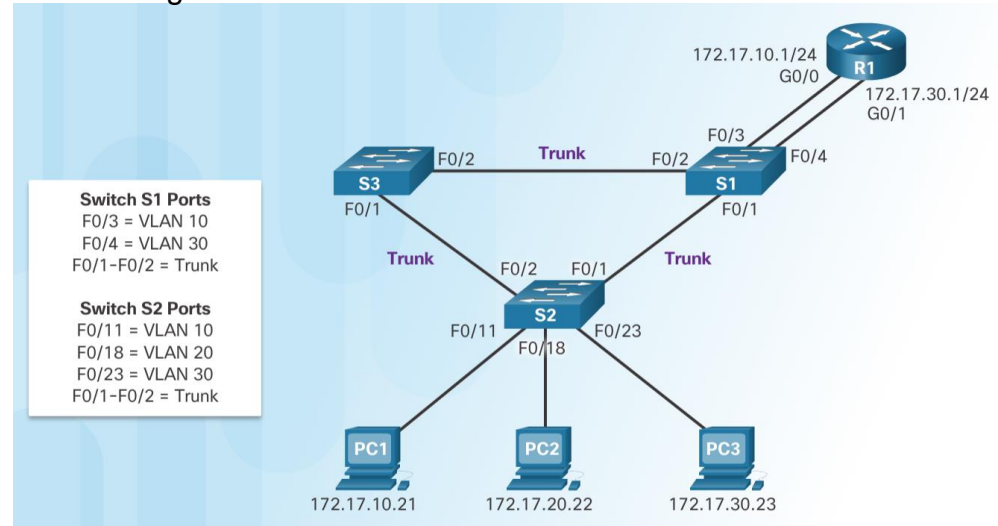 172.17.10.1/24
G0/0
R1
172.17.30.1/24
G0/1
F0/3
F0/2
Trunk
F0/2
F0/4
S3
S1
F0/1
F0/1
Switch S1 Ports
F0/3 = VLAN 10
F0/4 = VLAN 30
F0/1-F0/2 = Trunk
Switch S2 Ports
F0/11 = VLAN 10
F0/18 = VLAN 20
F0/23 = VLAN 30
F0/1-F0/2 = Trunk
Trunk
Trunk
F0/2
F0/1
S2
F0/11
F0/23
F0/18
PC1
PC2
PC3
172.17.10.21
172.17.20.22
172.17.30.23